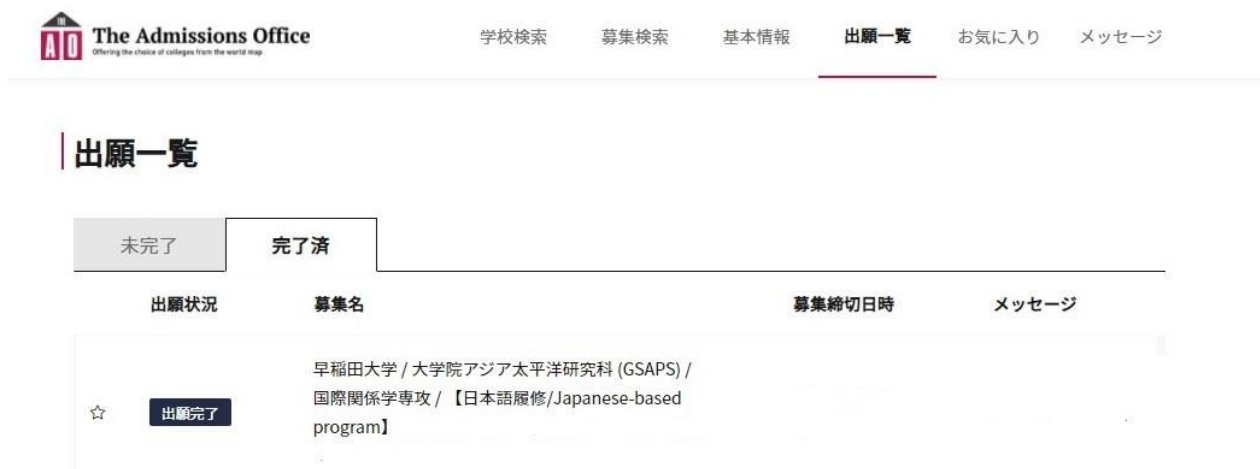 THE
AO
The Admissions Office
Offering the choice of colleges from the world map
学校検索 募集検索 基本情報 出願一覧 お気に入り メッセージ
出願一覧
未完了 完了済
出願状況 募集名 募集締切日時 メッセージ
早稲田大学 / 大学院アジア太平洋研究科 (GSAPS) /
出願完了 国際関係学専攻 / 【日本語履修/Japanese-based
program】